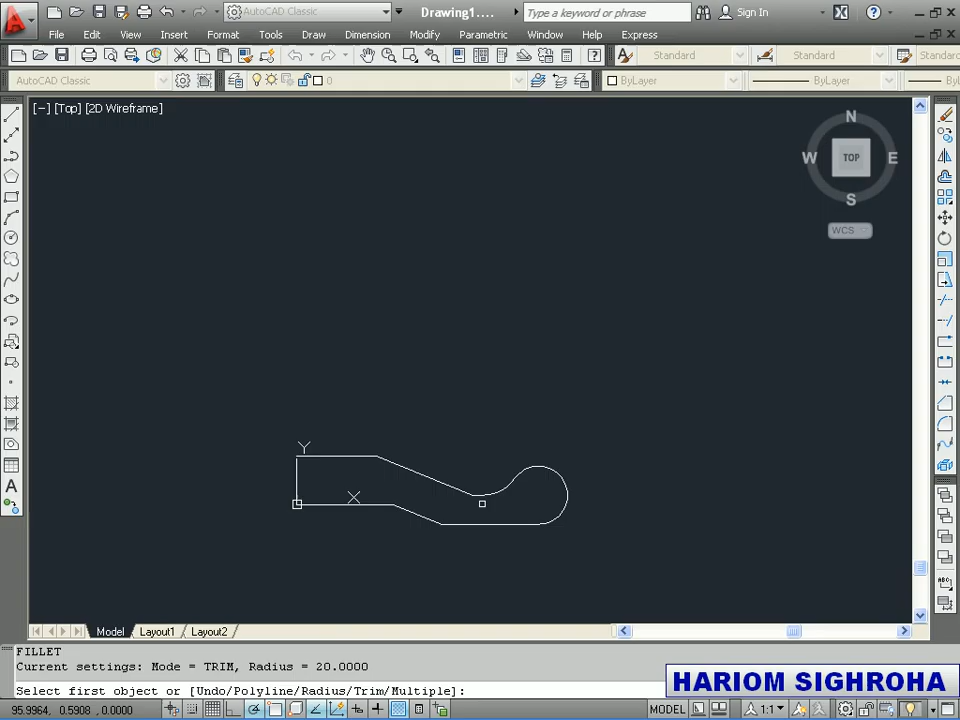 AutoCAD Classic
Drawing1....
Type a keyword or phrase
Sign In
File Edit View Insert Format Tools Draw Dimension Modify Parametric Window Help Express
Standard Standard Standard
AutoCAD Classic 0 ByLayer ByLayer
[−] [Top] [2D Wireframe]
N
W TOP E
S
WCS
Y
X
A
ABC
Model Layout1 Layout2
FILLET
Current settings: Mode = TRIM, Radius = 20.0000
Select first object or [Undo/Polyline/Radius/Trim/Multiple]:
HARIOM SIGHROHA
95.9964, 0.5908, 0.0000 MODEL 1:1